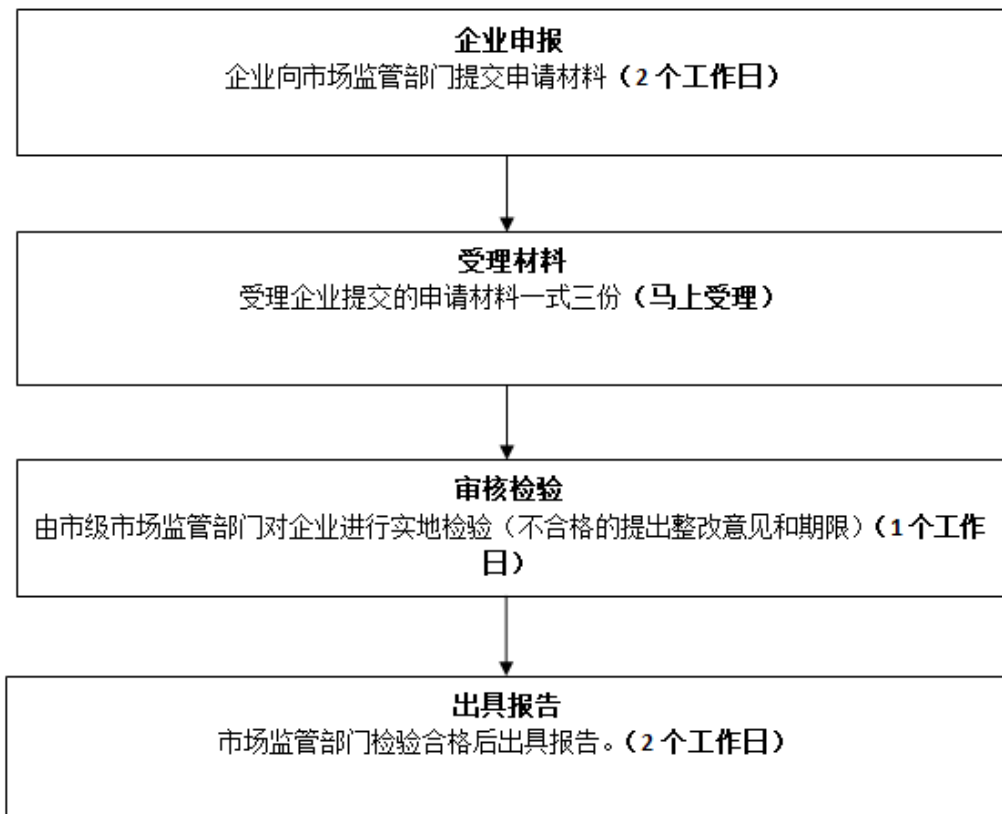 企业申报
企业向市场监管部门提交申请材料（2个工作日）
受理材料
受理企业提交的申请材料一式三份（马上受理）
审核检验
由市级市场监管部门对企业进行实地检验（不合格的提出整改意见和期限）（1个工作
日）
出具报告
市场监管部门检验合格后出具报告。（2个工作日）